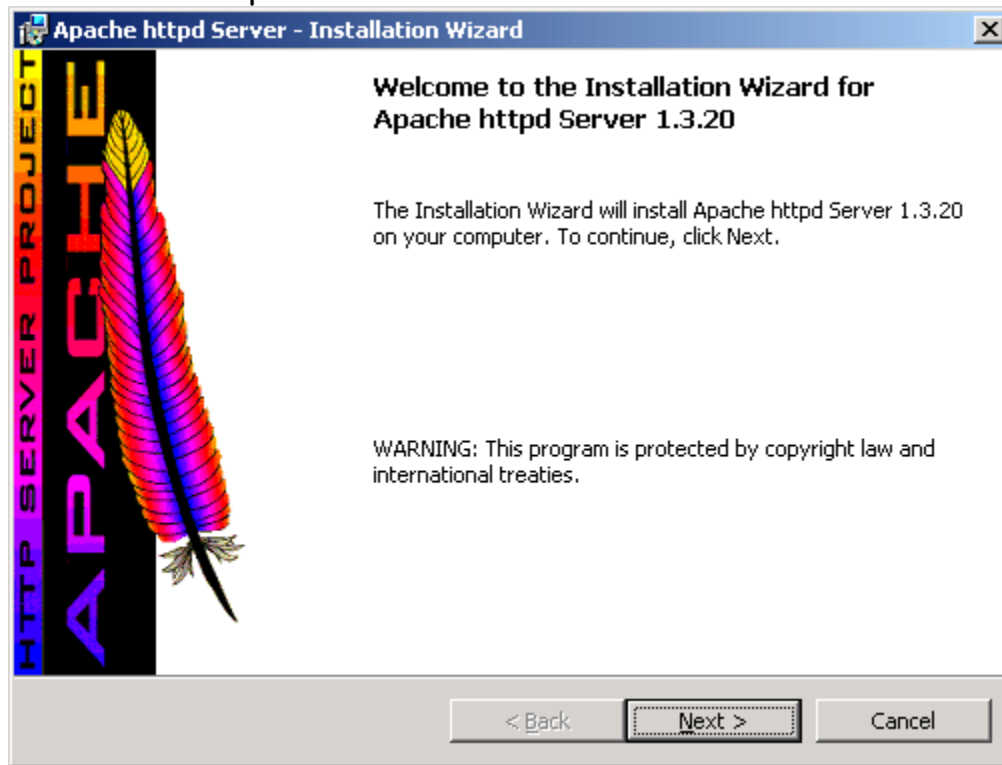 Apache httpd Server - Installation Wizard
HTTP SERVER PROJECT
APACHE
Welcome to the Installation Wizard for
Apache httpd Server 1.3.20
The Installation Wizard will install Apache httpd Server 1.3.20
on your computer. To continue, click Next.
WARNING: This program is protected by copyright law and
international treaties.
< Back Next > Cancel